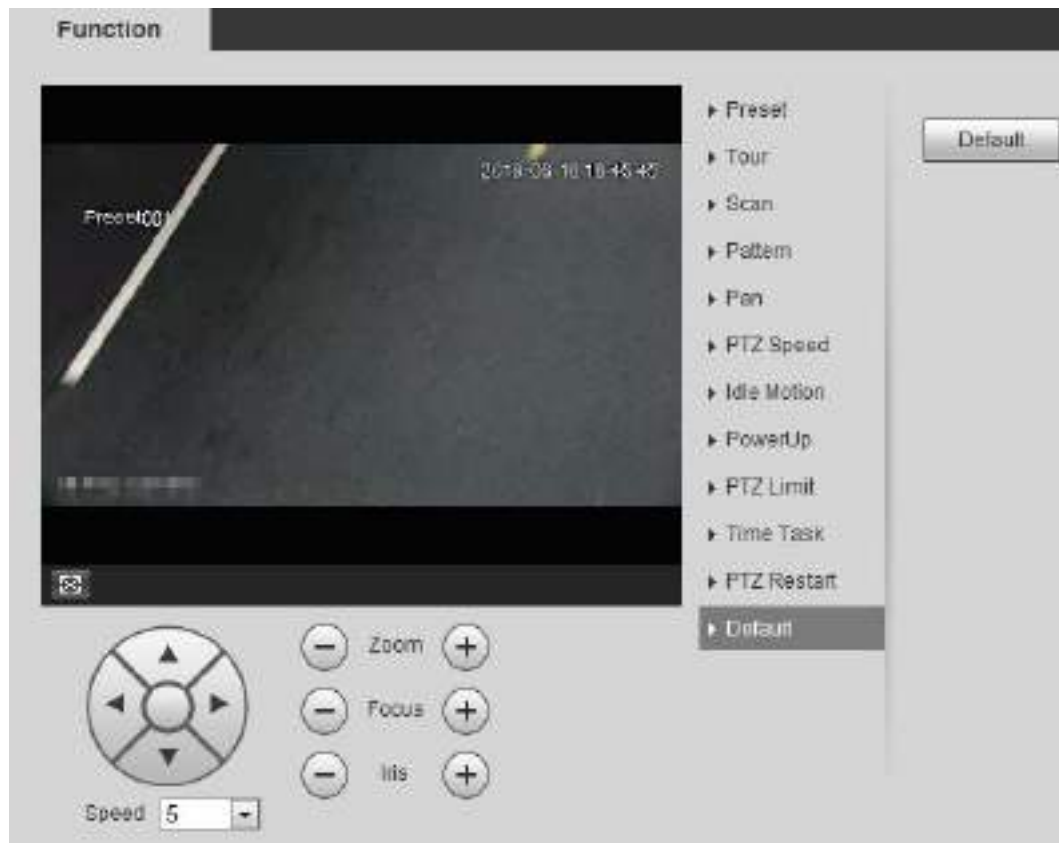 Function
Preset001
Preset
Tour
Scan
Pattern
Pan
PTZ Speed
Idle Motion
PowerUp
PTZ Limit
Time Task
PTZ Restart
Default
Default
Zoom
Focus
Iris
Speed 5